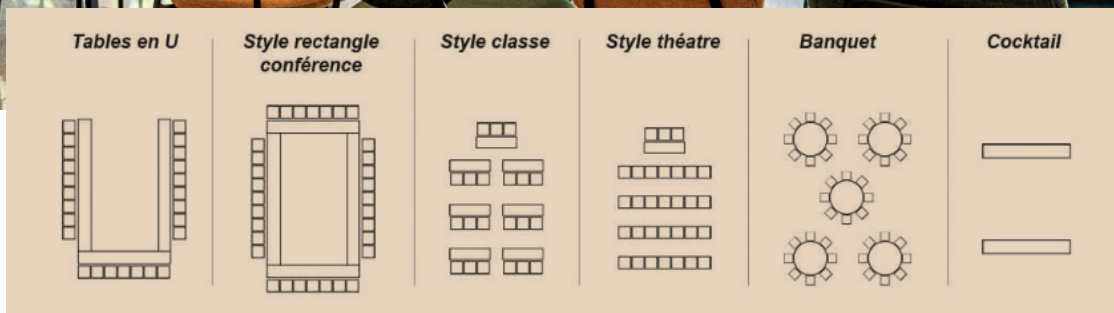 Tables en U
Style rectangle
conférence
Style classe
Style théatre
Banquet
Cocktail